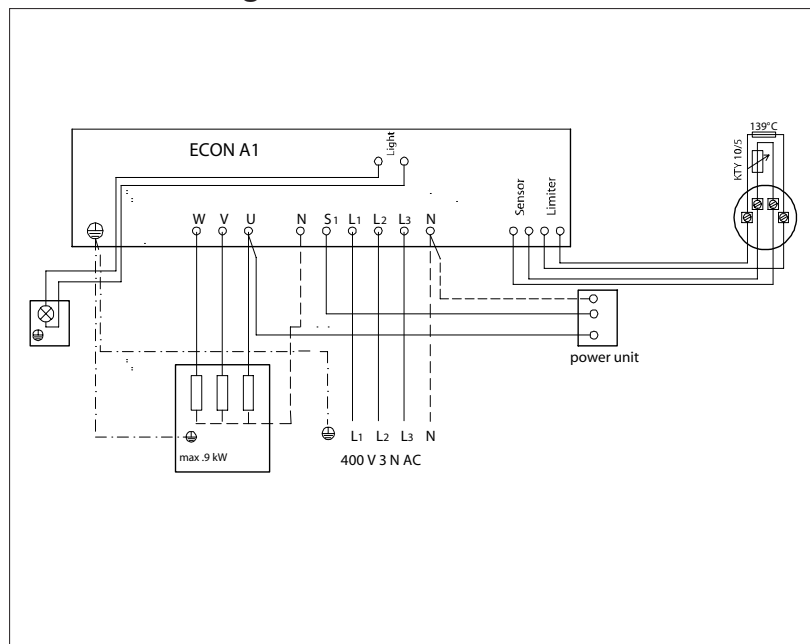 139°C
KTY 10/5
ECON A1
Light
Sensor
Limiter
W V U N S1 L1 L2 L3 N
power unit
L1 L2 L3 N
max .9 kW
400 V 3 N AC